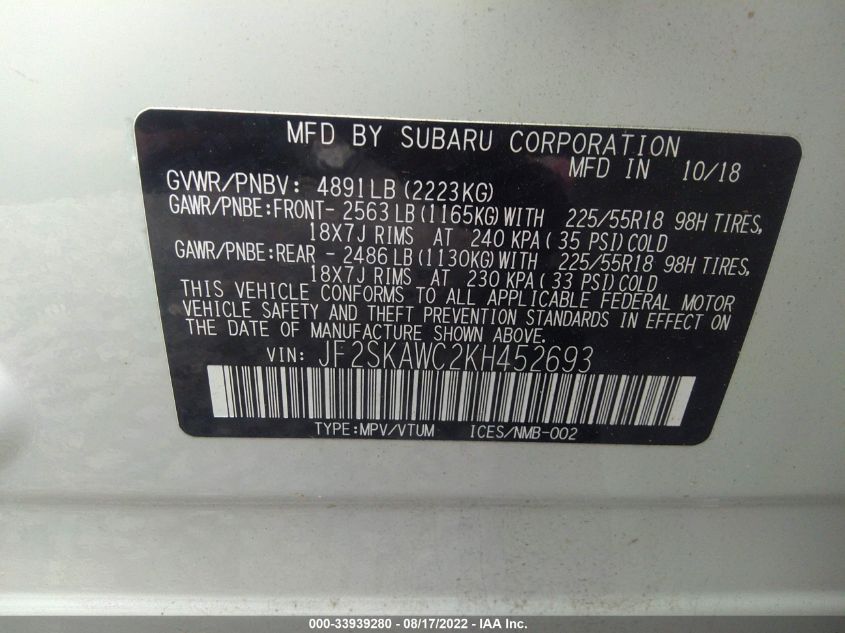 MFD BY SUBARU CORPORATION
MFD IN 10/18
GVWR/PNBV: 4891LB (2223KG)
GAWR/PNBE:FRONT- 2563 LB (1165KG) WITH 225/55R18 98H TIRES,
18X7J RIMS AT 240 KPA ( 35 PSI) COLD
GAWR/PNBE:REAR - 2486 LB (1130KG) WITH 225/55R18 98H TIRES,
18X7J RIMS AT 230 KPA ( 33 PSI) COLD
THIS VEHICLE CONFORMS TO ALL APPLICABLE FEDERAL MOTOR
VEHICLE SAFETY AND THEFT PREVENTION STANDARDS IN EFFECT ON
THE DATE OF MANUFACTURE SHOWN ABOVE.
VIN: JF2SKAWC2KH452693
TYPE:MPV/VTUM ICES/NMB-002
000-33939280 - 08/17/2022 - IAA Inc.